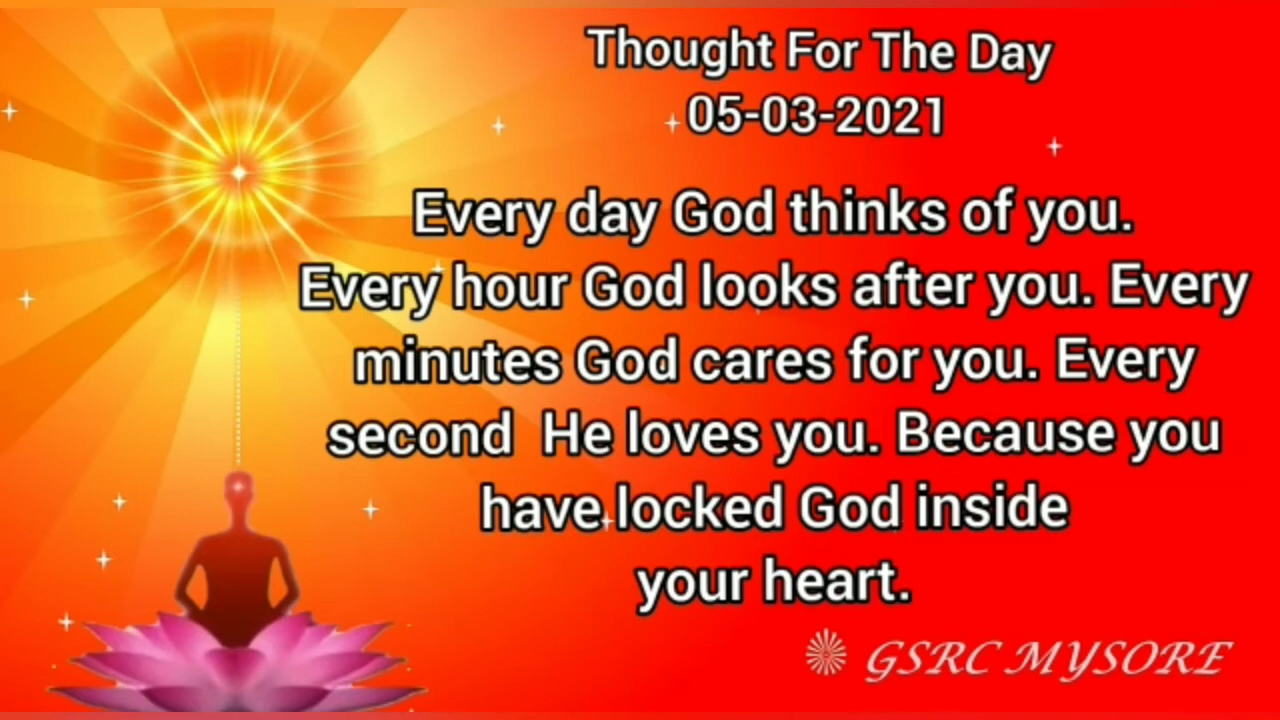 Thought For The Day
05-03-2021
Every day God thinks of you.
Every hour God looks after you. Every
minutes God cares for you. Every
second  He loves you. Because you
have locked God inside
your heart.
GSRC MYSORE